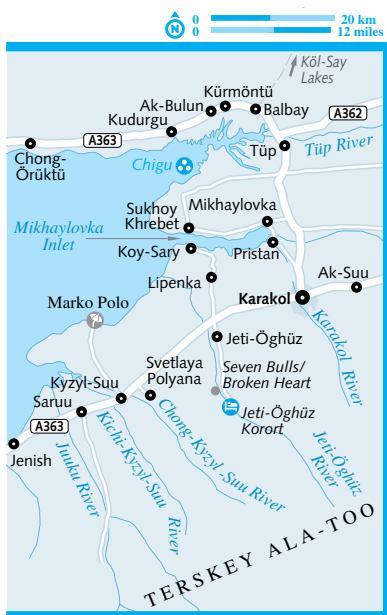 0 20 km
0 12 miles
Köl-Say
Lakes
Kürmöntü
Ak-Bulun
Balbay
Kudurgu
A362
A363
Chong-
Örüktü
Tüp
Tüp River
Chigu
Mikhaylovka
Sukhoy
Khrebet
Mikhaylovka
Inlet
Koy-Sary
Pristan
Lipenka
Ak-Suu
Karakol
Marko Polo
Karakol River
Jeti-Öghüz
Svetlaya
Polyana
Seven Bulls/
Broken Heart
Kyzyl-Suu
Saruu
Jeti-Öghüz
Korort
A363
Jenish
Juuku River
Kichi-Kyzyl-Suu
River
Chong-Kyzyl-Suu River
Jeti-Öghüz
River
TERSKEY ALA-TOO